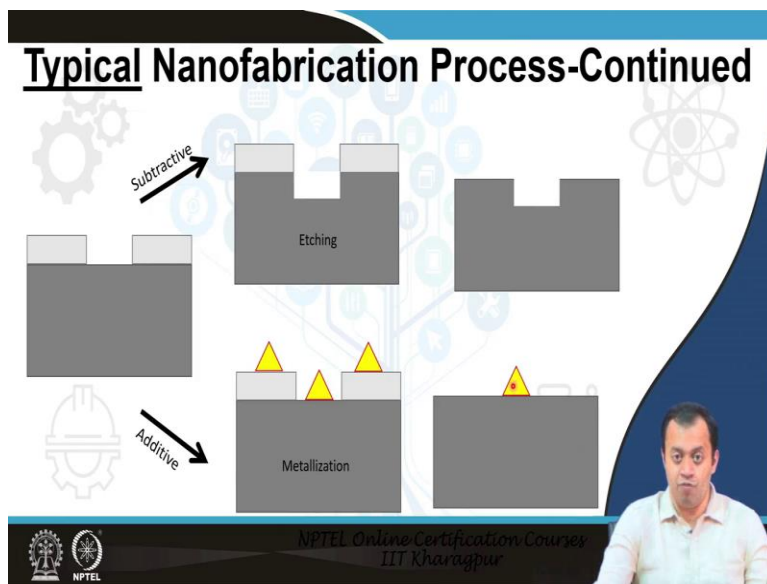 Typical Nanofabrication Process-Continued
Subtractive
Etching
Additive
Metallization
NPTEL Online Certification Courses
IIT Kharagpur
NPTEL